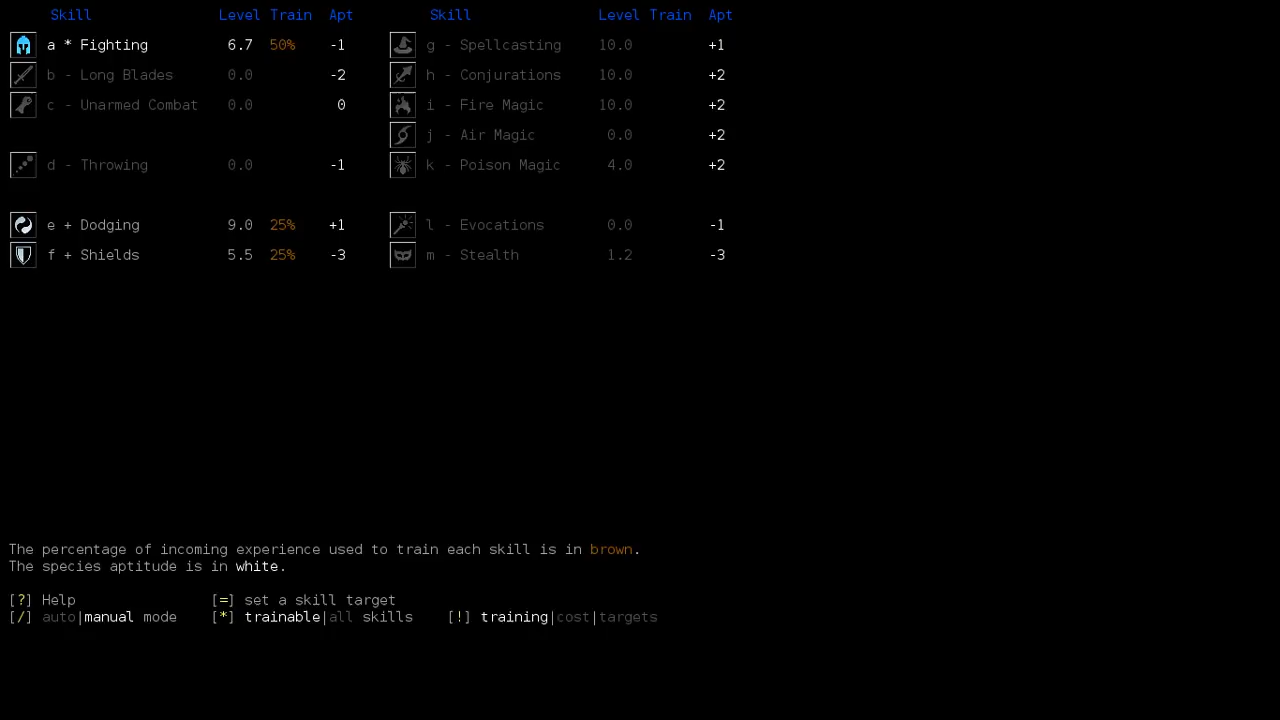 Skill Level Train Apt Skill Level Train Apt
a * Fighting 6.7 50% -1 g - Spellcasting 10.0 +1
b - Long Blades 0.0 -2 h - Conjurations 10.0 +2
c - Unarmed Combat 0.0 0 i - Fire Magic 10.0 +2
j - Air Magic 0.0 +2
d - Throwing 0.0 -1 k - Poison Magic 4.0 +2
e + Dodging 9.0 25% +1 l - Evocations 0.0 -1
f + Shields 5.5 25% -3 m - Stealth 1.2 -3
The percentage of incoming experience used to train each skill is in brown.
The species aptitude is in white.
[?] Help [=] set a skill target
[/] auto|manual mode [*] trainable|all skills [!] training|cost|targets